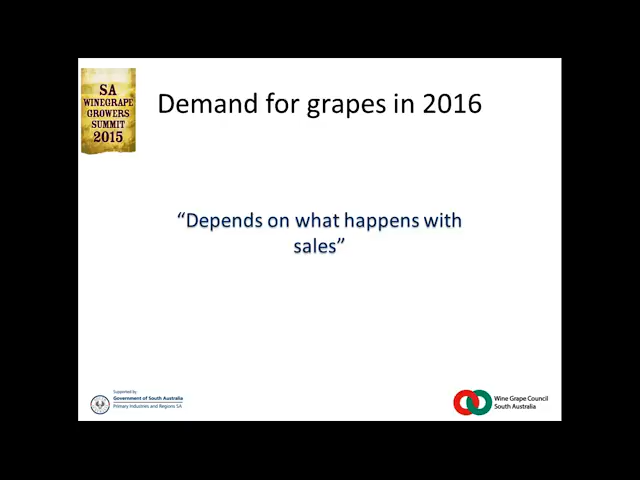 SA
WINEGRAPE
GROWERS
SUMMIT
2015
Demand for grapes in 2016
“Depends on what happens with
sales”
Supported by
Government of South Australia
Primary Industries and Regions SA
Wine Grape Council
South Australia